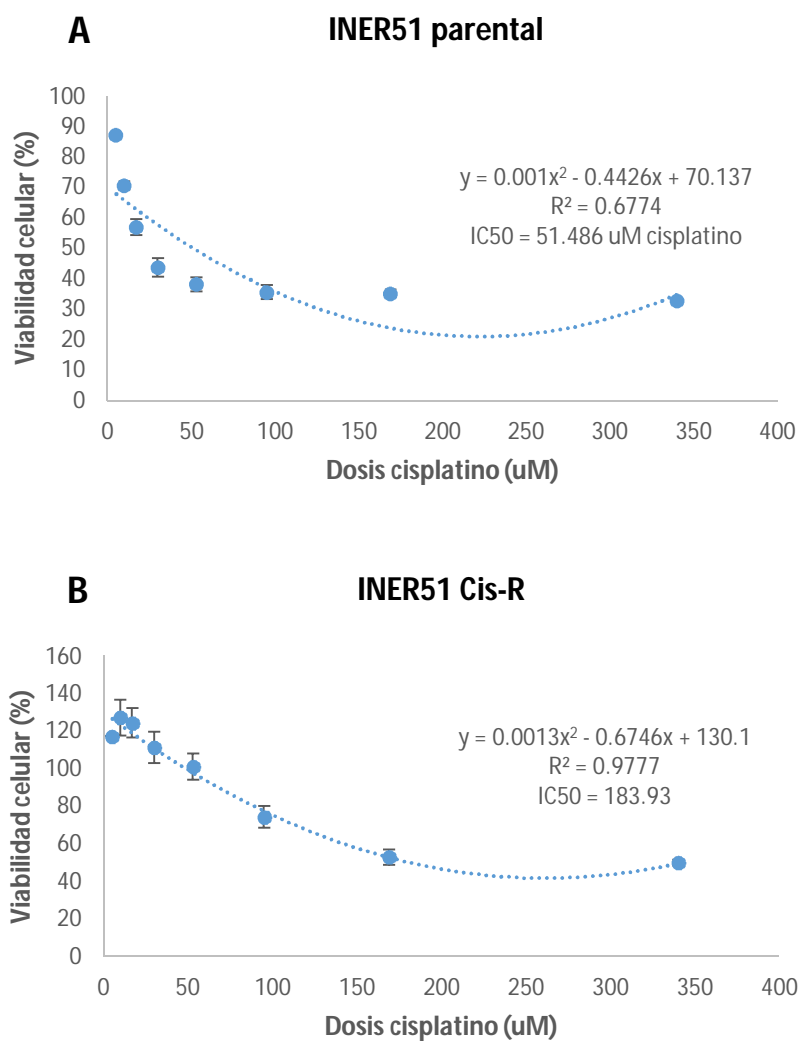 A
INER51 parental
Viabilidad celular (%)
100
90
80
70
60
50
40
30
20
10
0
y = 0.001x² - 0.4426x + 70.137
R² = 0.6774
IC50 = 51.486 uM cisplatino
0 50 100 150 200 250 300 350 400
Dosis cisplatino (uM)
B
INER51 Cis-R
Viabilidad celular (%)
160
140
120
100
80
60
40
20
0
y = 0.0013x² - 0.6746x + 130.1
R² = 0.9777
IC50 = 183.93
0 50 100 150 200 250 300 350 400
Dosis cisplatino (uM)